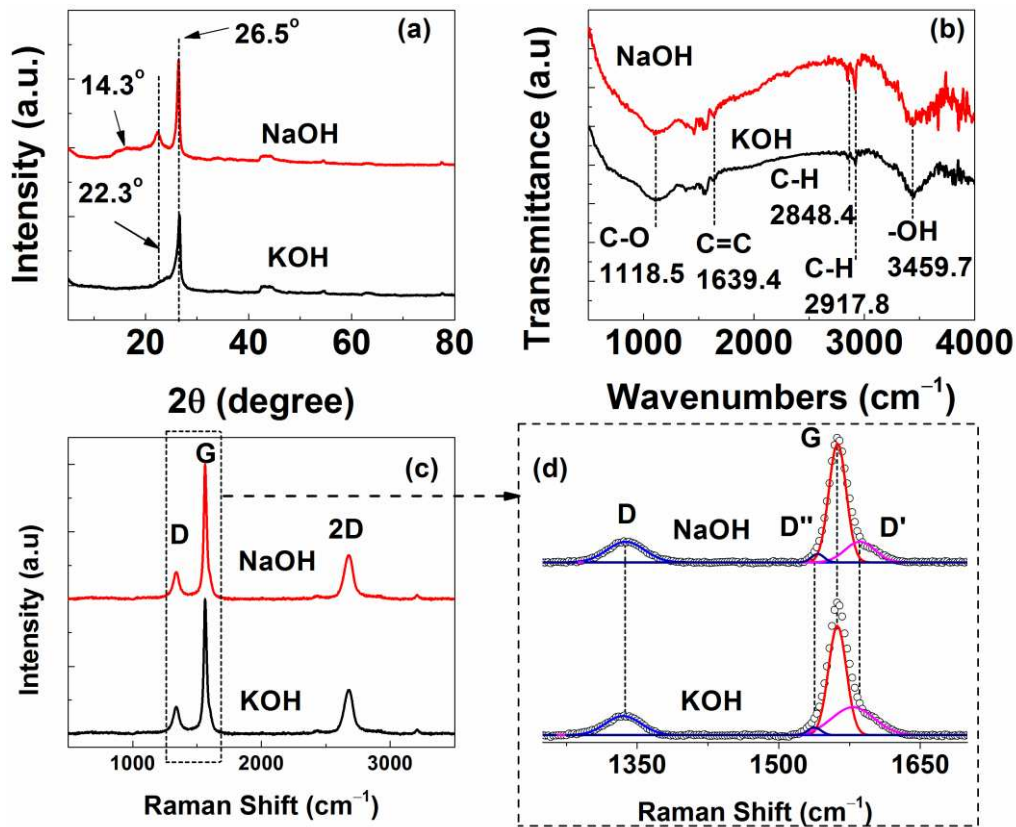 (a)
26.5°
14.3°
NaOH
22.3°
KOH
Intensity (a.u.)
20 40 60 80
2θ (degree)
(b)
NaOH
KOH
C-H
2848.4
C-O
1118.5
C=C
1639.4
C-H
2917.8
-OH
3459.7
Transmittance (a.u)
1000 2000 3000 4000
Wavenumbers (cm⁻¹)
(c)
G
D
2D
NaOH
KOH
Intensity (a.u)
1000 2000 3000
Raman Shift (cm⁻¹)
(d)
G
D
NaOH
D"
D'
KOH
1350 1500 1650
Raman Shift (cm⁻¹)